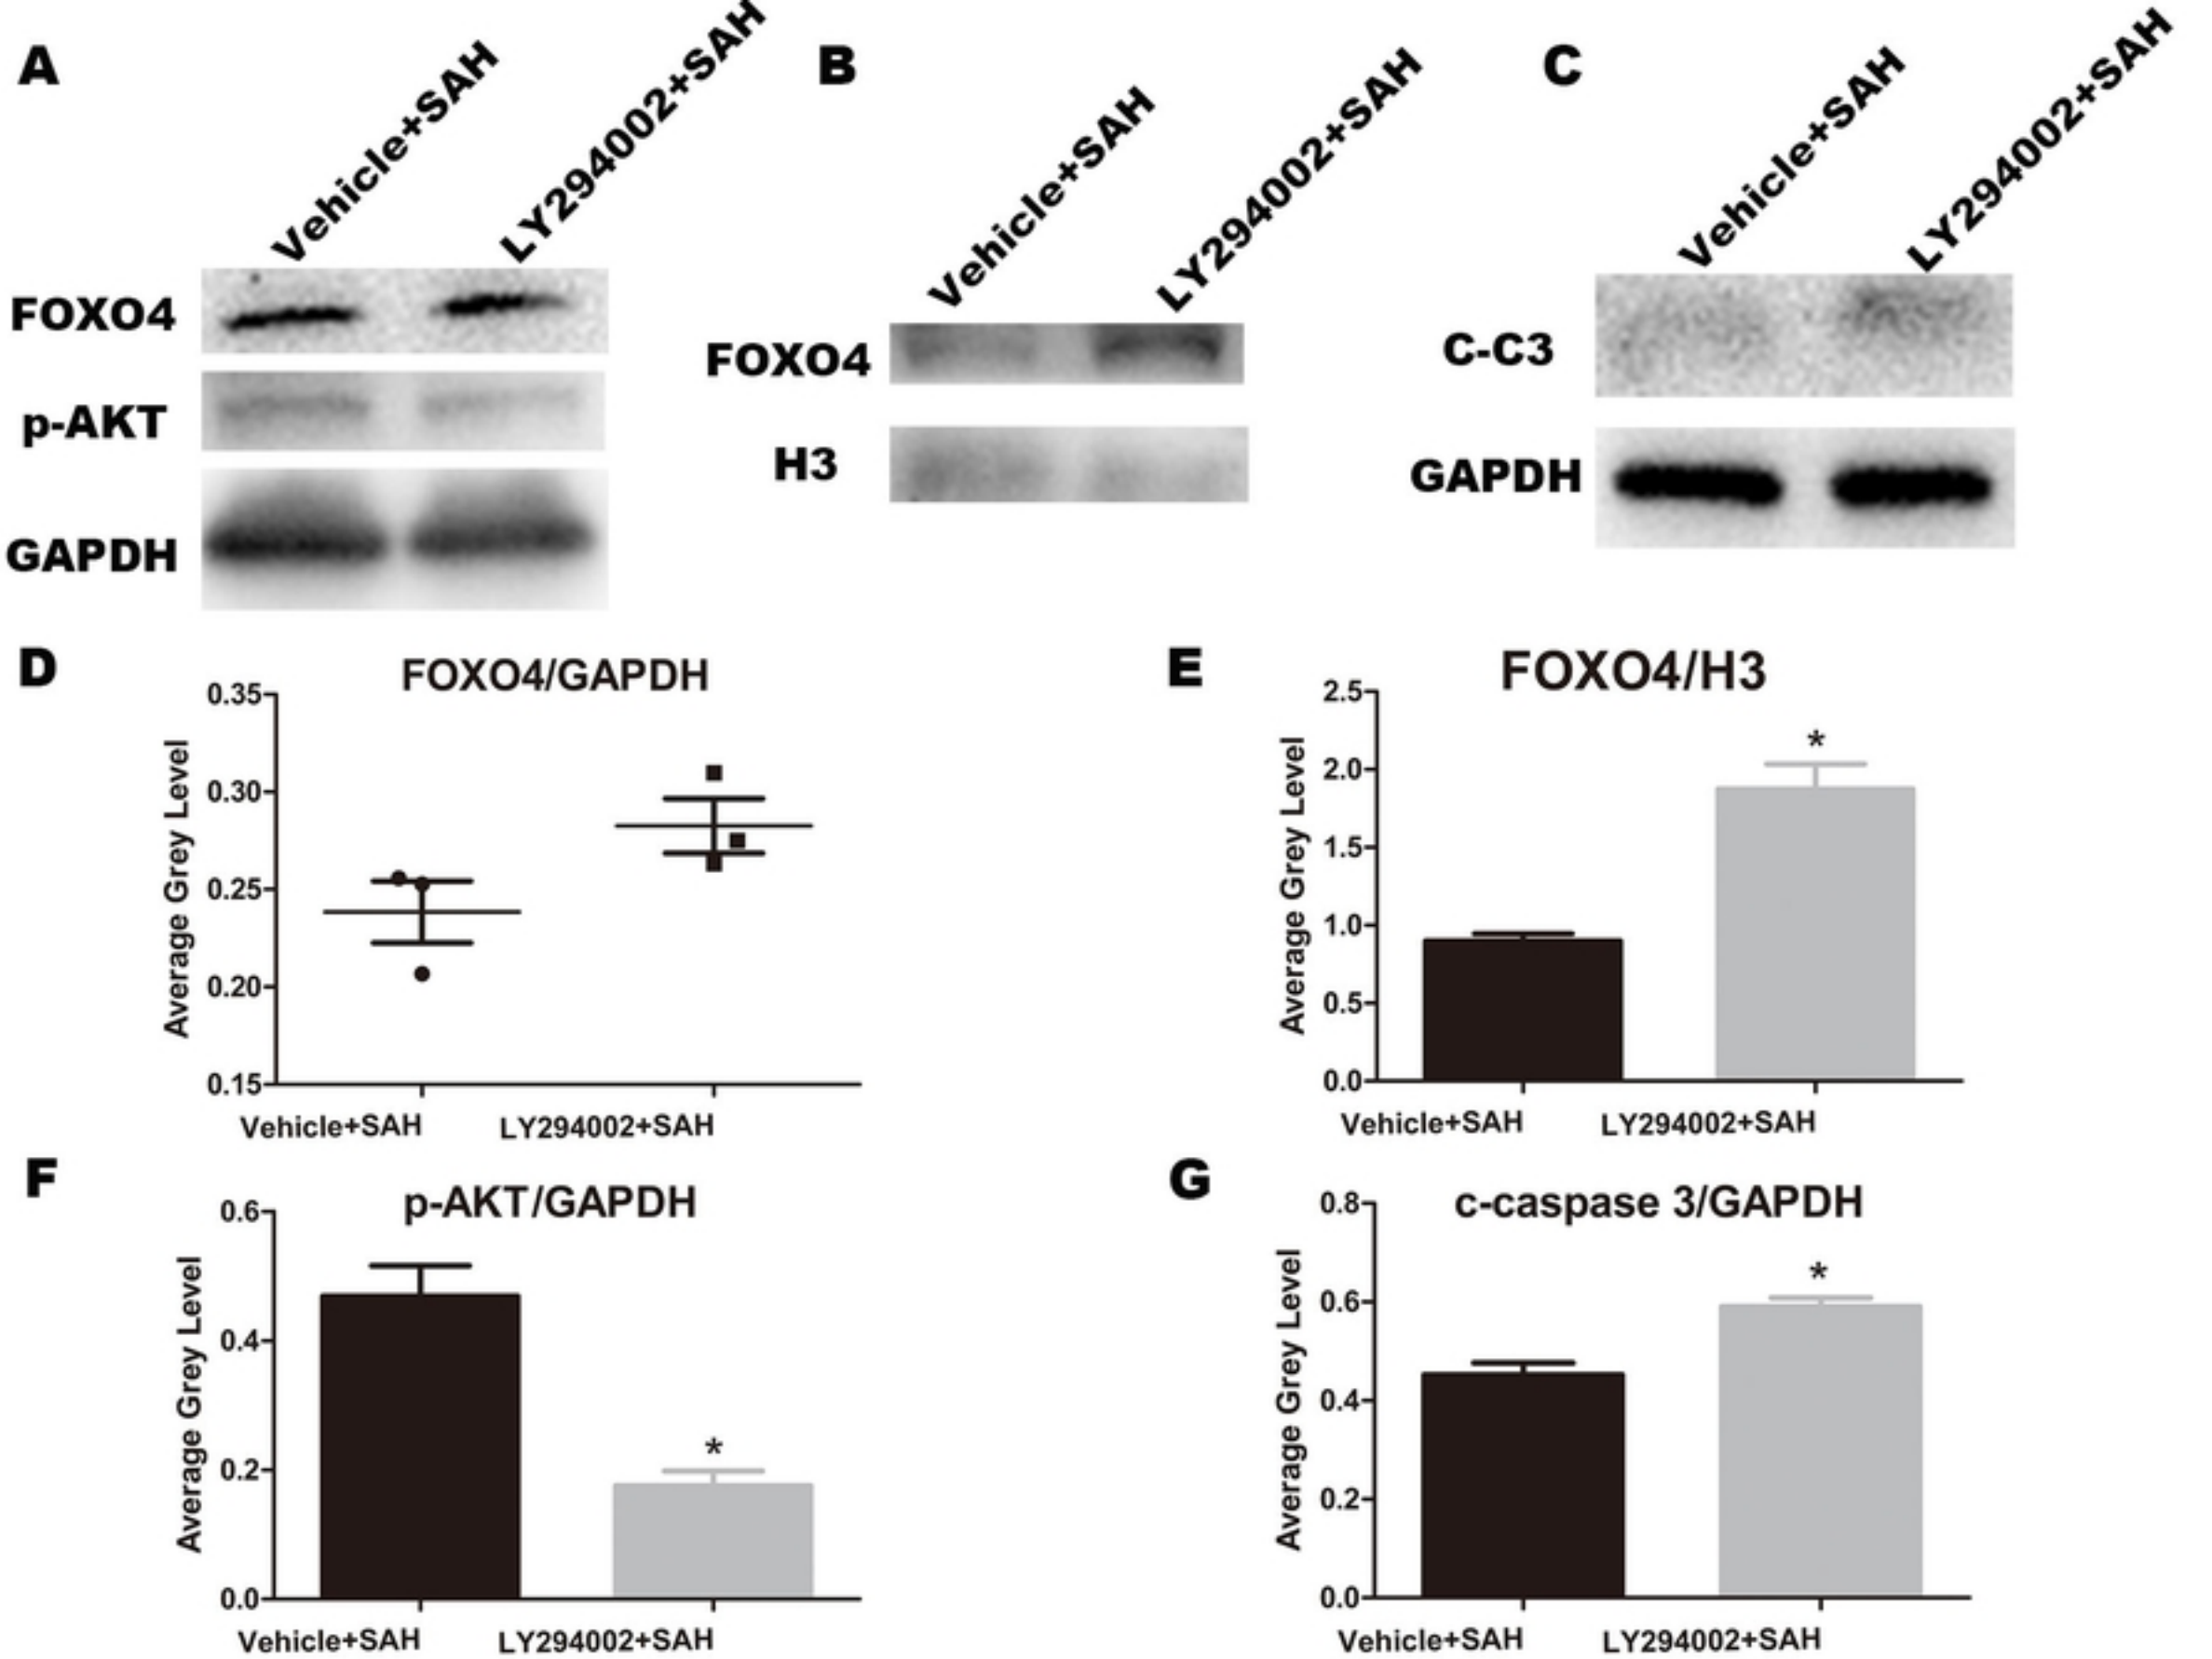 A
Vehicle+SAH
LY294002+SAH
FOXO4
p-AKT
GAPDH
B
Vehicle+SAH
LY294002+SAH
FOXO4
H3
C
Vehicle+SAH
LY294002+SAH
C-C3
GAPDH
D
FOXO4/GAPDH
Average Grey Level
0.35
0.30
0.25
0.20
0.15
Vehicle+SAH
LY294002+SAH
E
FOXO4/H3
Average Grey Level
2.5
2.0
1.5
1.0
0.5
0.0
*
Vehicle+SAH
LY294002+SAH
F
p-AKT/GAPDH
Average Grey Level
0.6
0.4
0.2
0.0
*
Vehicle+SAH
LY294002+SAH
G
c-caspase 3/GAPDH
Average Grey Level
0.8
0.6
0.4
0.2
0.0
*
Vehicle+SAH
LY294002+SAH